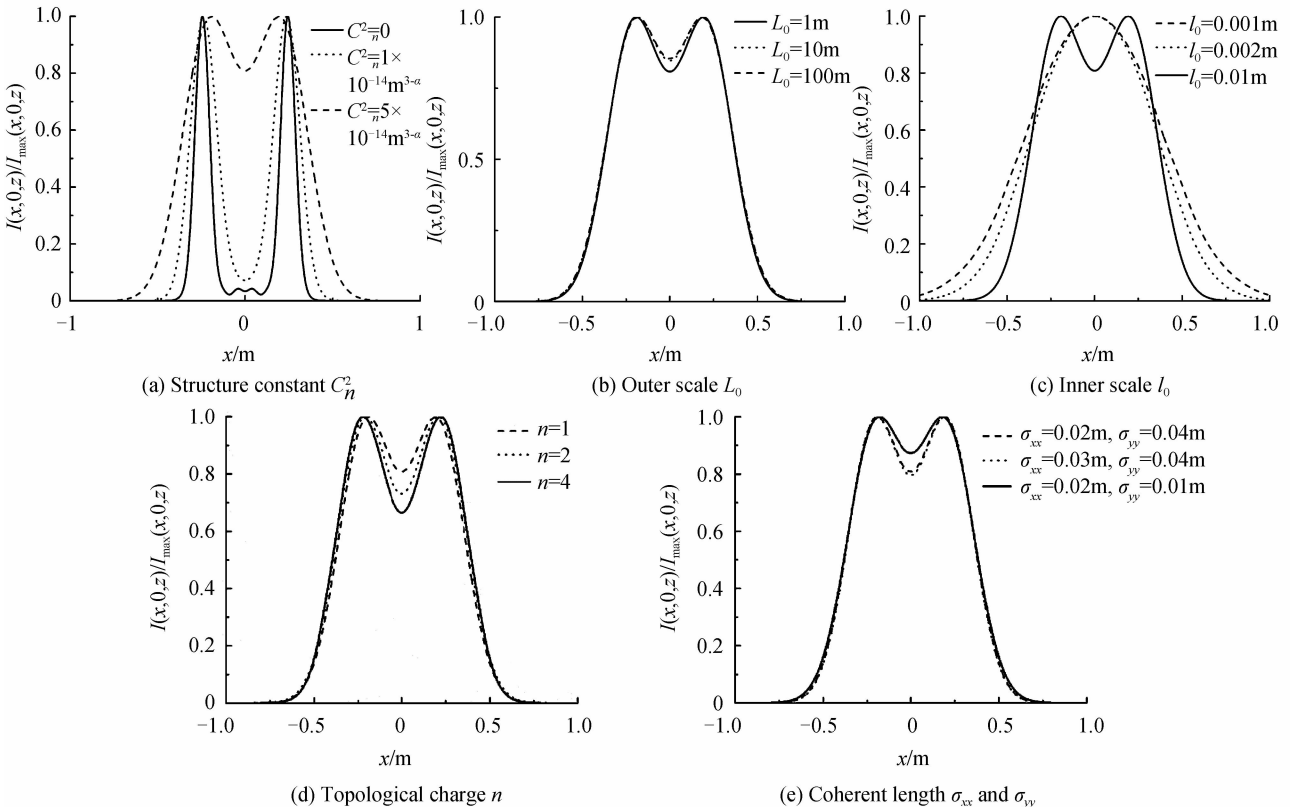 I(x,0,z)/Imax(x,0,z)
1.0
0.8
0.6
0.4
0.2
0
−1
0
1
x/m
C²n=0
C²n=1×
10⁻¹⁴m³⁻ᵅ
C²n=5×
10⁻¹⁴m³⁻ᵅ
(a) Structure constant C²n
I(x,0,z)/Imax(x,0,z)
1.0
0.5
0
−1.0
−0.5
0
0.5
1.0
x/m
L₀=1m
L₀=10m
L₀=100m
(b) Outer scale L₀
I(x,0,z)/Imax(x,0,z)
1.0
0.8
0.6
0.4
0.2
0
−1.0
−0.5
0
0.5
1.0
x/m
l₀=0.001m
l₀=0.002m
l₀=0.01m
(c) Inner scale l₀
I(x,0,z)/Imax(x,0,z)
1.0
0.8
0.6
0.4
0.2
0
−1.0
−0.5
0
0.5
1.0
x/m
n=1
n=2
n=4
(d) Topological charge n
I(x,0,z)/Imax(x,0,z)
1.0
0.8
0.6
0.4
0.2
0
−1.0
−0.5
0
0.5
1.0
x/m
σxx=0.02m, σyy=0.04m
σxx=0.03m, σyy=0.04m
σxx=0.02m, σyy=0.01m
(e) Coherent length σxx and σyy